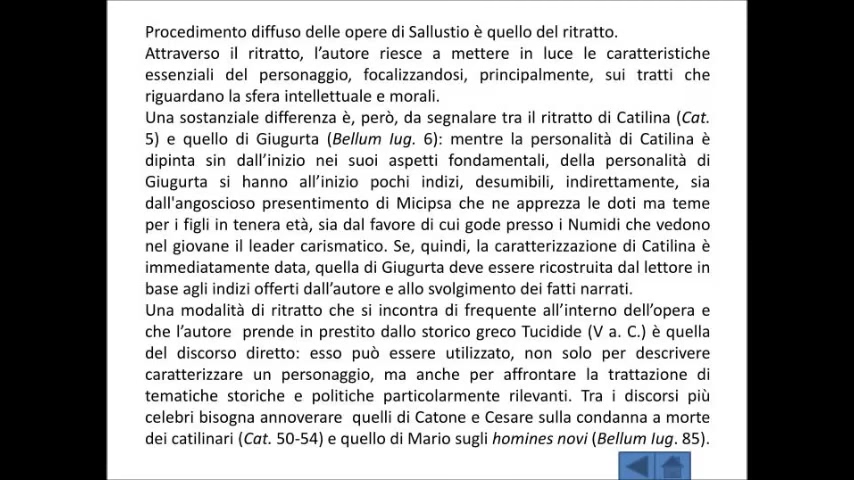 Procedimento diffuso delle opere di Sallustio è quello del ritratto.
Attraverso il ritratto, l’autore riesce a mettere in luce le caratteristiche
essenziali del personaggio, focalizzandosi, principalmente, sui tratti che
riguardano la sfera intellettuale e morali.
Una sostanziale differenza è, però, da segnalare tra il ritratto di Catilina (Cat.
5) e quello di Giugurta (Bellum Iug. 6): mentre la personalità di Catilina è
dipinta sin dall’inizio nei suoi aspetti fondamentali, della personalità di
Giugurta si hanno all’inizio pochi indizi, desumibili, indirettamente, sia
dall'angoscioso presentimento di Micipsa che ne apprezza le doti ma teme
per i figli in tenera età, sia dal favore di cui gode presso i Numidi che vedono
nel giovane il leader carismatico. Se, quindi, la caratterizzazione di Catilina è
immediatamente data, quella di Giugurta deve essere ricostruita dal lettore in
base agli indizi offerti dall’autore e allo svolgimento dei fatti narrati.
Una modalità di ritratto che si incontra di frequente all’interno dell’opera e
che l’autore prende in prestito dallo storico greco Tucidide (V a. C.) è quella
del discorso diretto: esso può essere utilizzato, non solo per descrivere
caratterizzare un personaggio, ma anche per affrontare la trattazione di
tematiche storiche e politiche particolarmente rilevanti. Tra i discorsi più
celebri bisogna annoverare quelli di Catone e Cesare sulla condanna a morte
dei catilinari (Cat. 50-54) e quello di Mario sugli homines novi (Bellum Iug. 85).